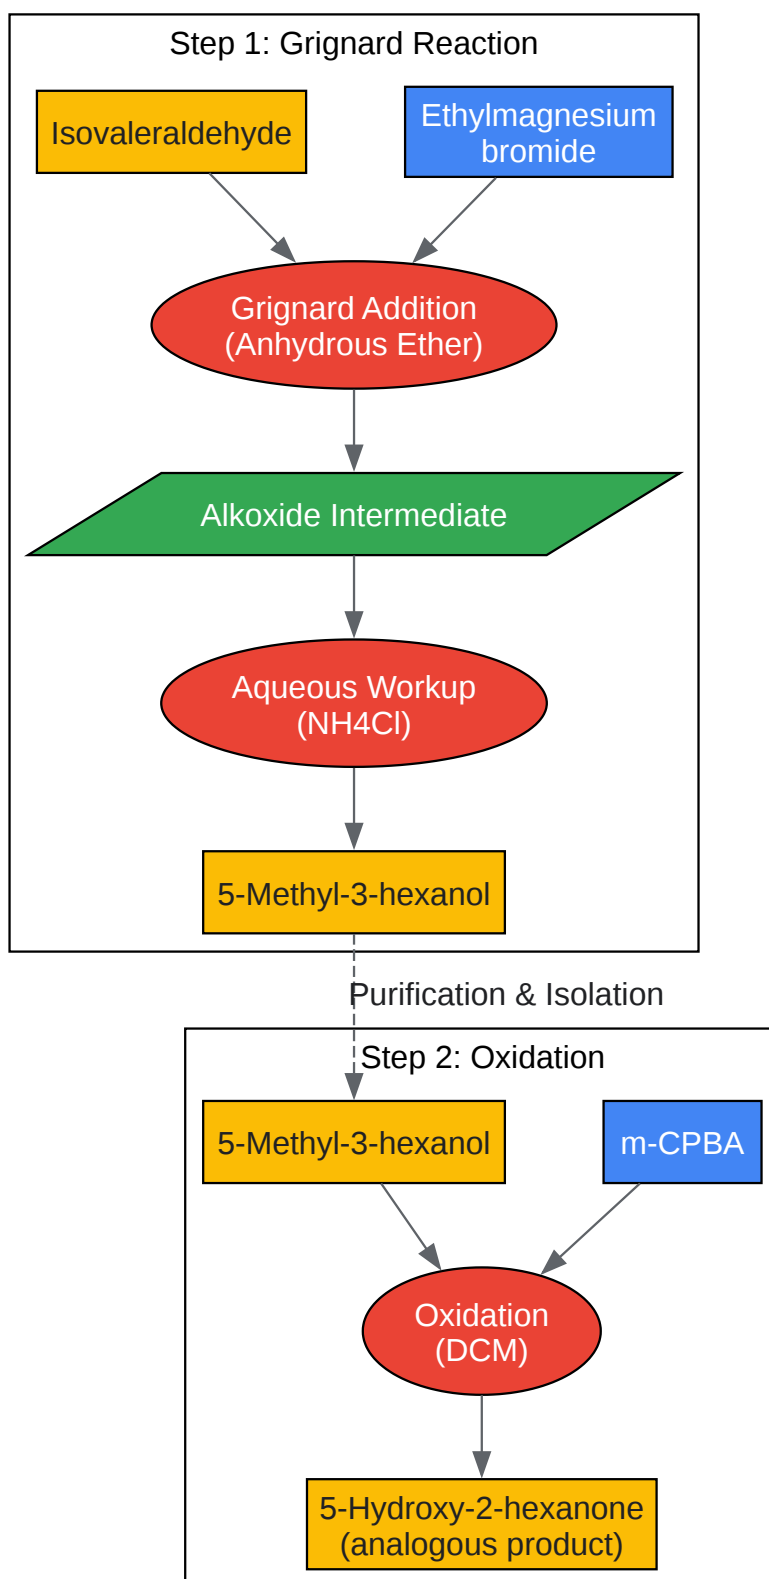 Step 1: Grignard Reaction
Isovaleraldehyde
Ethylmagnesium
bromide
Grignard Addition
(Anhydrous Ether)
Alkoxide Intermediate
Aqueous Workup
(NH4Cl)
5-Methyl-3-hexanol
Purification & Isolation
Step 2: Oxidation
5-Methyl-3-hexanol
m-CPBA
Oxidation
(DCM)
5-Hydroxy-2-hexanone
(analogous product)